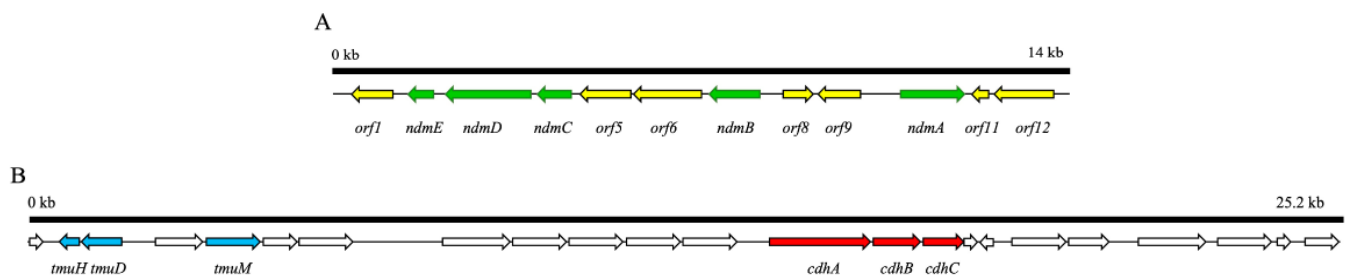 A
0 kb 14 kb
orf1 ndmE ndmD ndmC orf5 orf6 ndmB orf8 orf9 ndmA orf11 orf12
B
0 kb 25.2 kb
tmuH tmuD tmuM cdhA cdhB cdhC